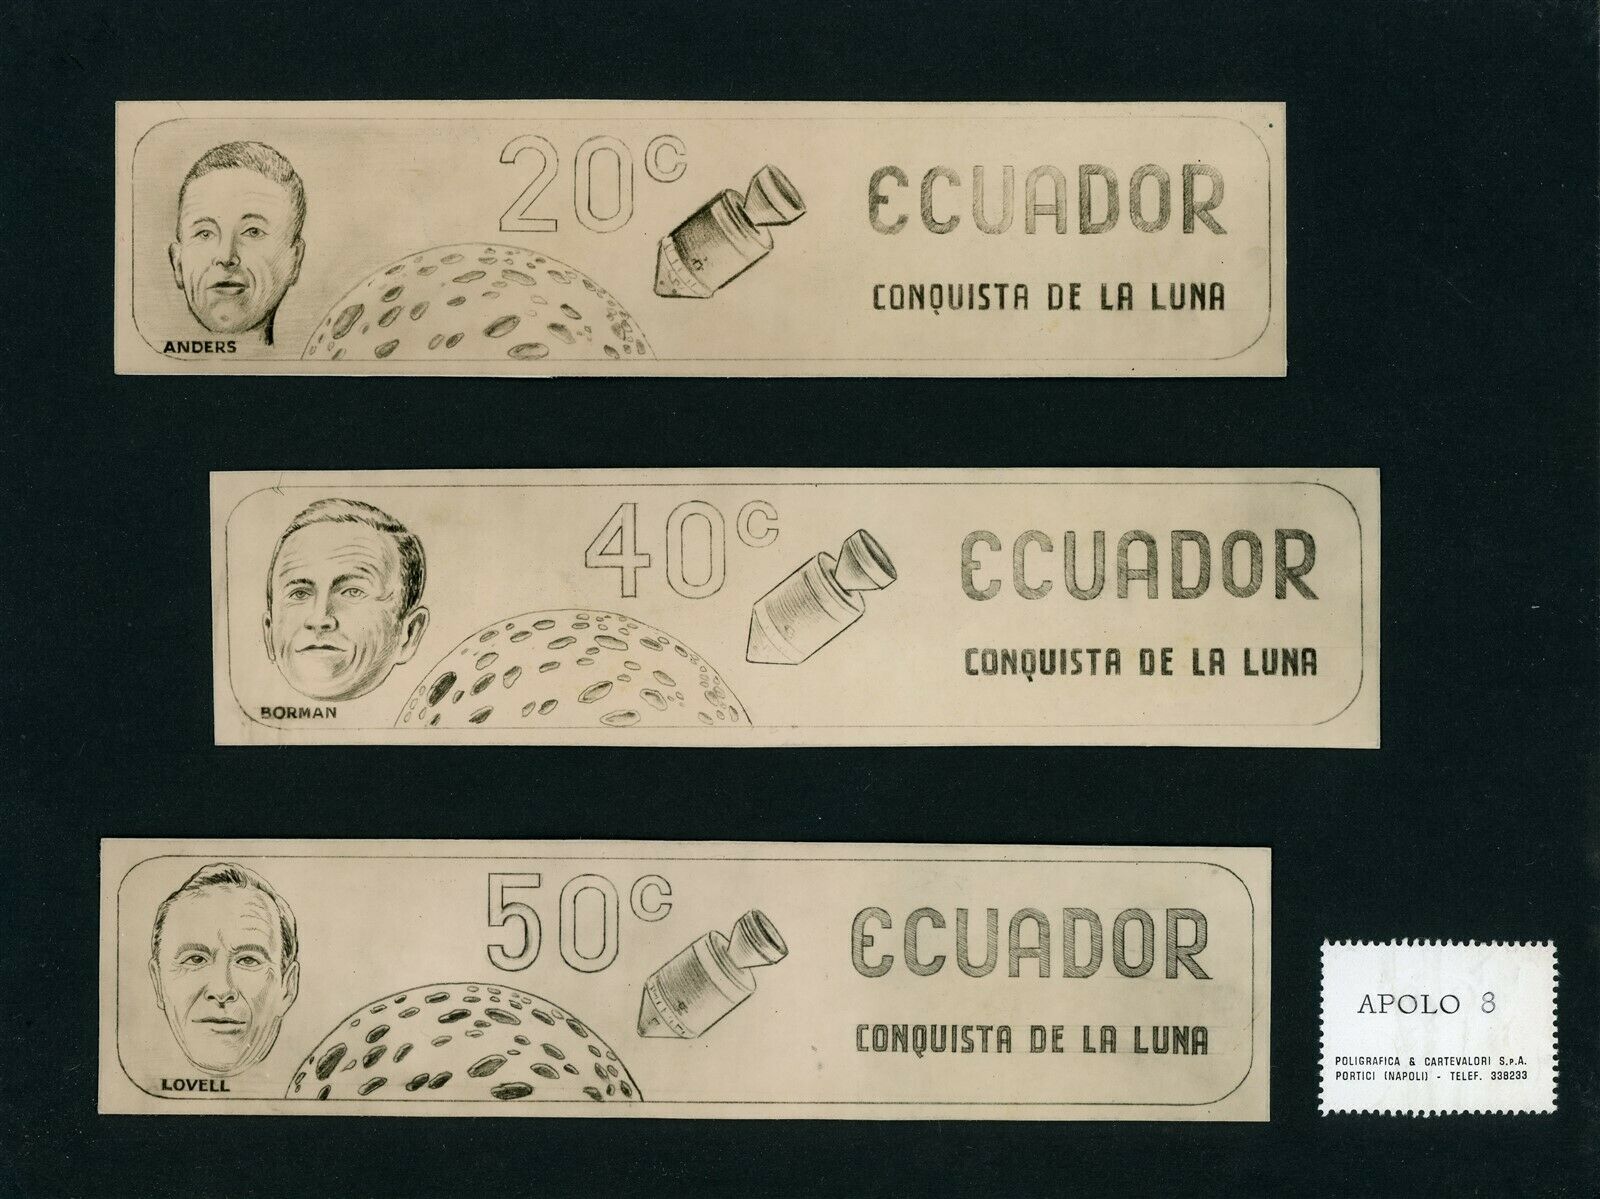 20c
ECUADOR
CONQUISTA DE LA LUNA
ANDERS
40c
ECUADOR
CONQUISTA DE LA LUNA
BORMAN
50c
ECUADOR
CONQUISTA DE LA LUNA
LOVELL
APOLO 8
POLIGRAFICA & CARTEVALORI S.P.A.
PORTICI (NAPOLI) - TELEF. 338233